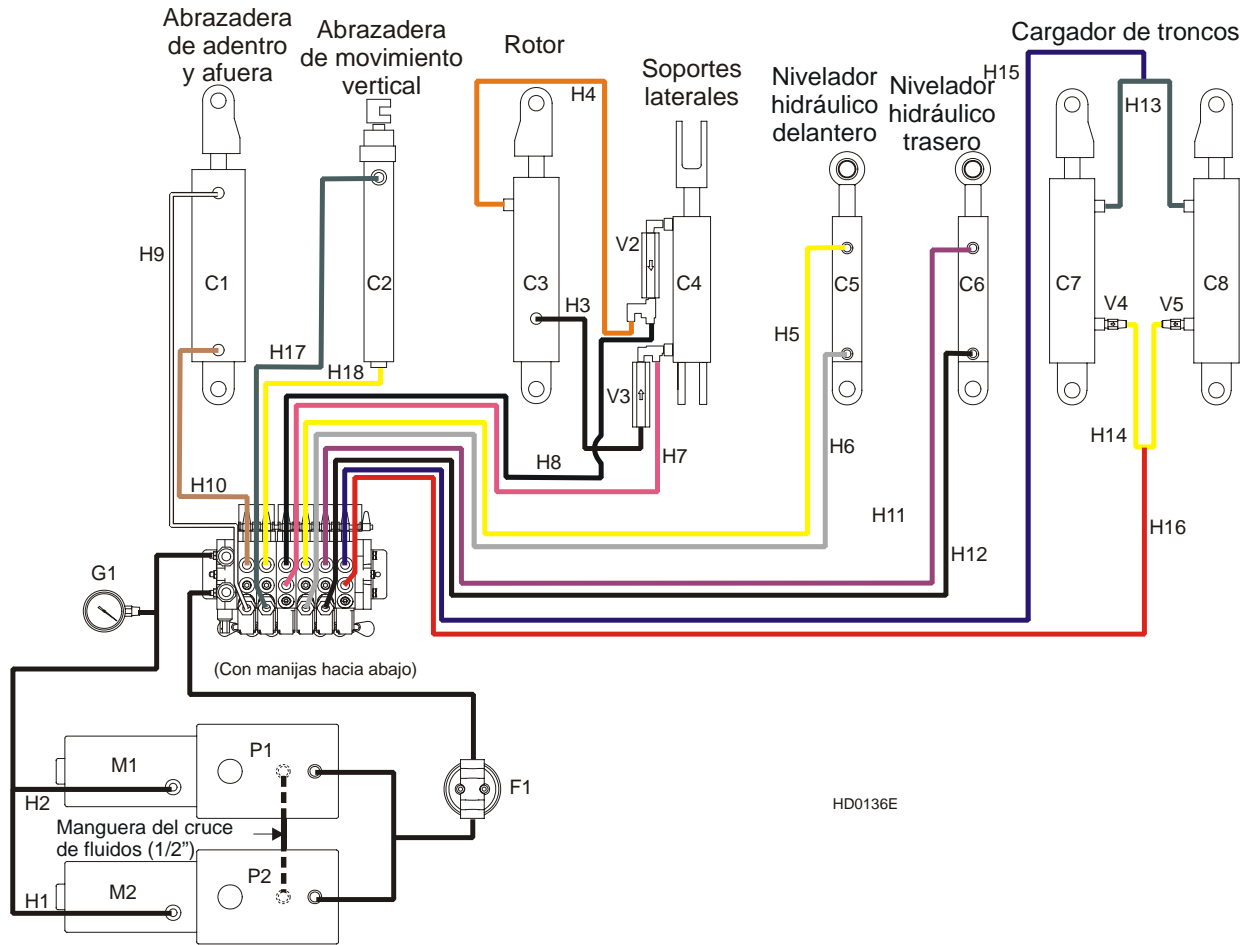 Abrazadera
de adentro
y afuera
Abrazadera
de movimiento
vertical
Rotor
Soportes
laterales
Nivelador
hidráulico
delantero
Nivelador
hidráulico
trasero
Cargador de troncos
H15
H4
H13
H9
V2
C1
C2
C3
C4
C5
C6
C7
C8
H3
V4
V5
H5
H17
H18
V3
H14
H8
H7
H6
H10
H11
H16
H12
G1
(Con manijas hacia abajo)
P1
M1
F1
H2
HD0136E
Manguera del cruce
de fluidos (1/2”)
P2
M2
H1